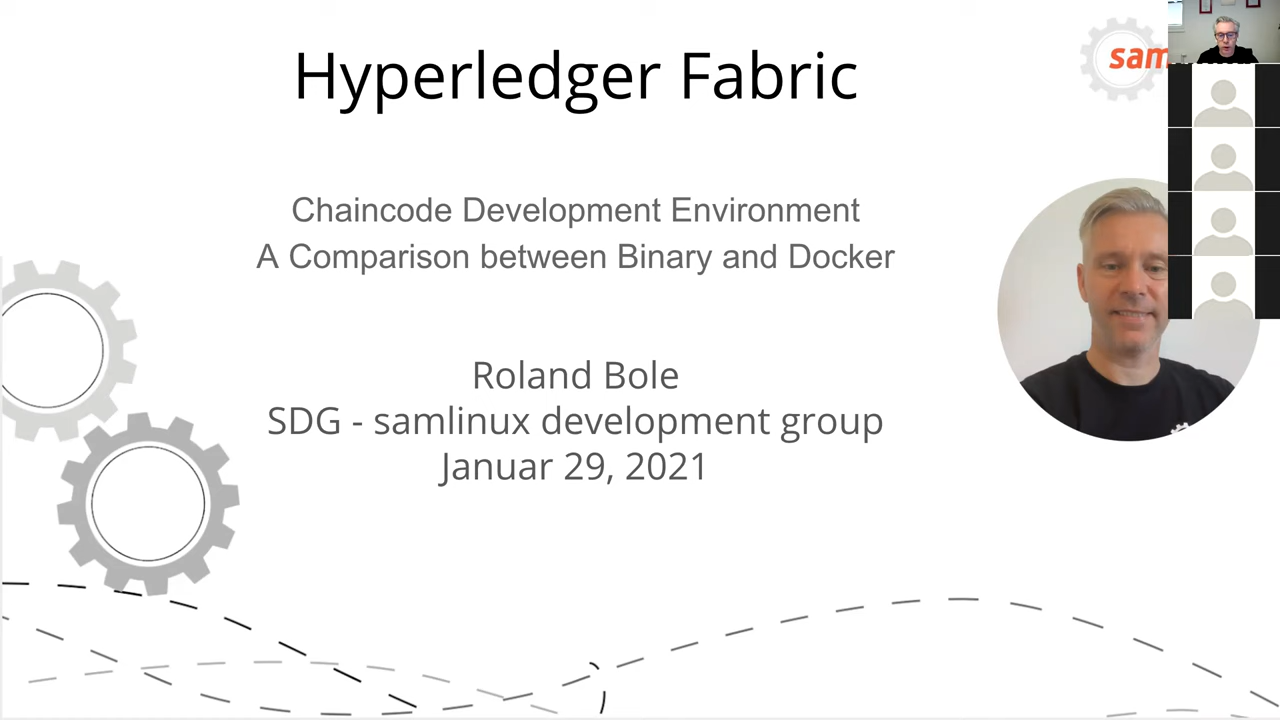 Hyperledger Fabric
sam
Chaincode Development Environment
A Comparison between Binary and Docker
Roland Bole
SDG - samlinux development group
Januar 29, 2021